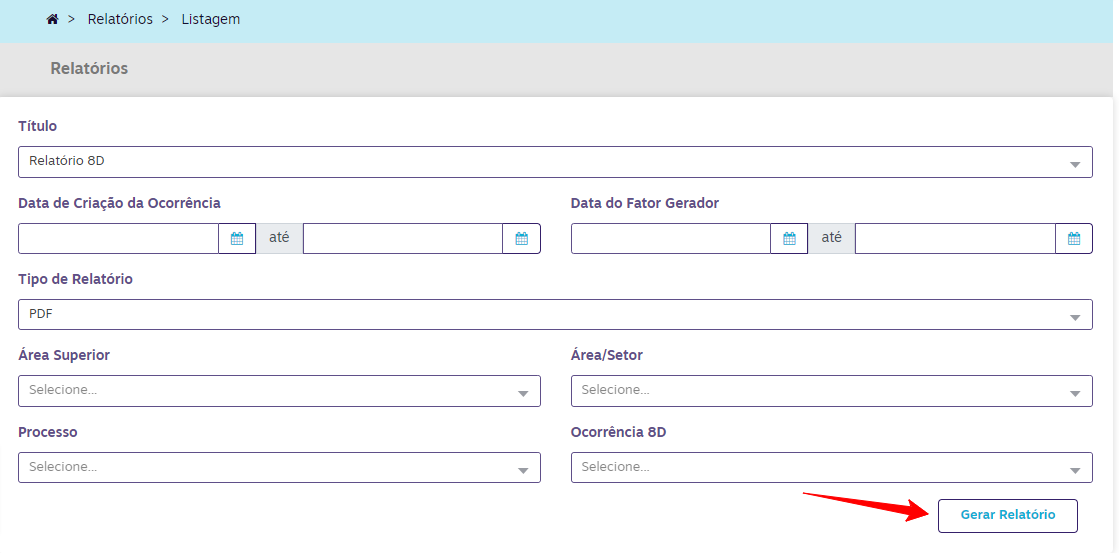 > Relatórios > Listagem
Relatórios
Título
Relatório 8D
Data de Criação da Ocorrência Data do Fator Gerador
até até
Tipo de Relatório
PDF
Área Superior Área/Setor
Selecione... Selecione...
Processo Ocorrência 8D
Selecione... Selecione...
Gerar Relatório